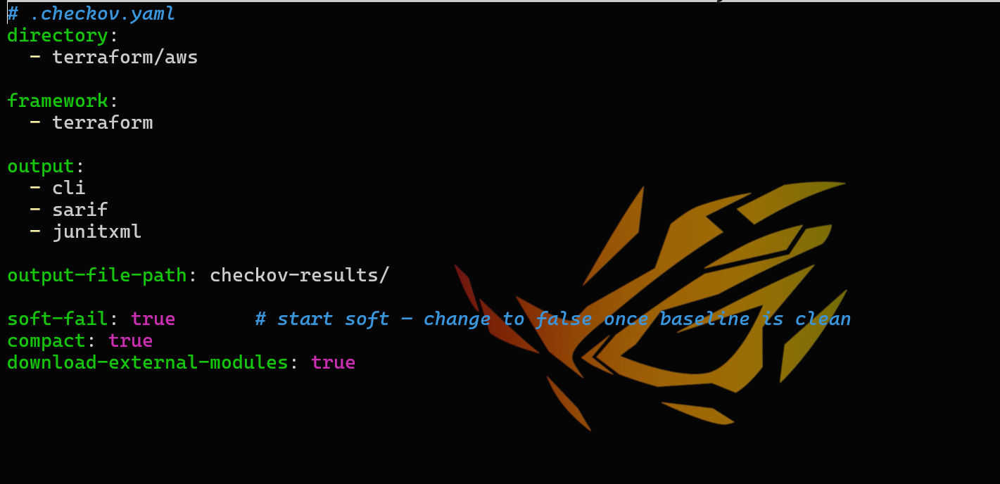 # .checkov.yaml
directory:
  - terraform/aws

framework:
  - terraform

output:
  - cli
  - sarif
  - junitxml

output-file-path: checkov-results/

soft-fail: true       # start soft – change to false once baseline is clean
compact: true
download-external-modules: true